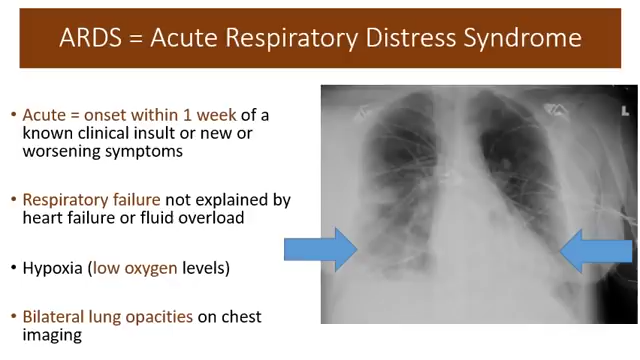 ARDS = Acute Respiratory Distress Syndrome
• Acute = onset within 1 week of a
known clinical insult or new or
worsening symptoms
• Respiratory failure not explained by
heart failure or fluid overload
• Hypoxia (low oxygen levels)
• Bilateral lung opacities on chest
imaging
L